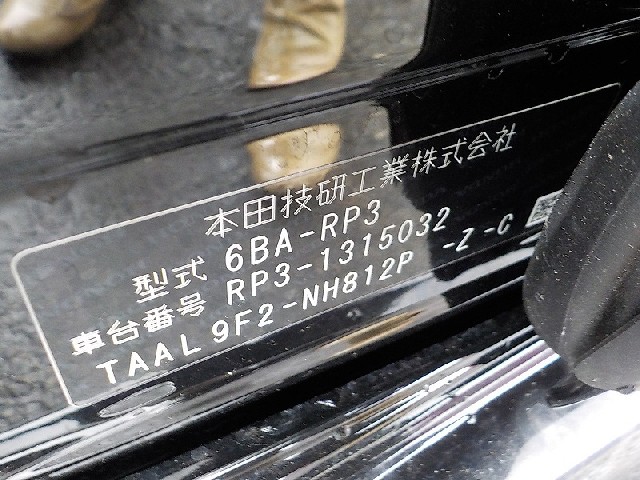 本田技研工業株式会社
型式 6BA-RP3
車台番号 RP3-1315032
TAAL 9F2-NH812P -Z-C